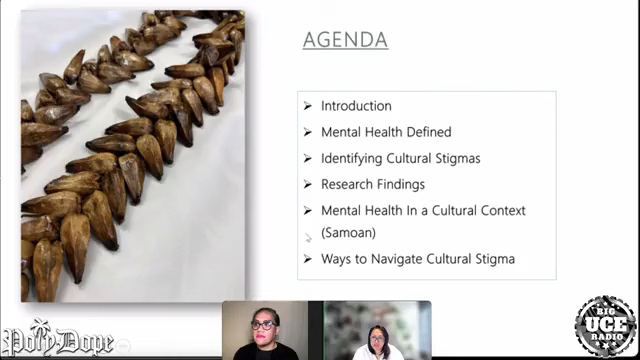 AGENDA
➢ Introduction
➢ Mental Health Defined
➢ Identifying Cultural Stigmas
➢ Research Findings
➢ Mental Health In a Cultural Context
(Samoan)
➢ Ways to Navigate Cultural Stigma
PolyDope
BIG
UCE
RADIO